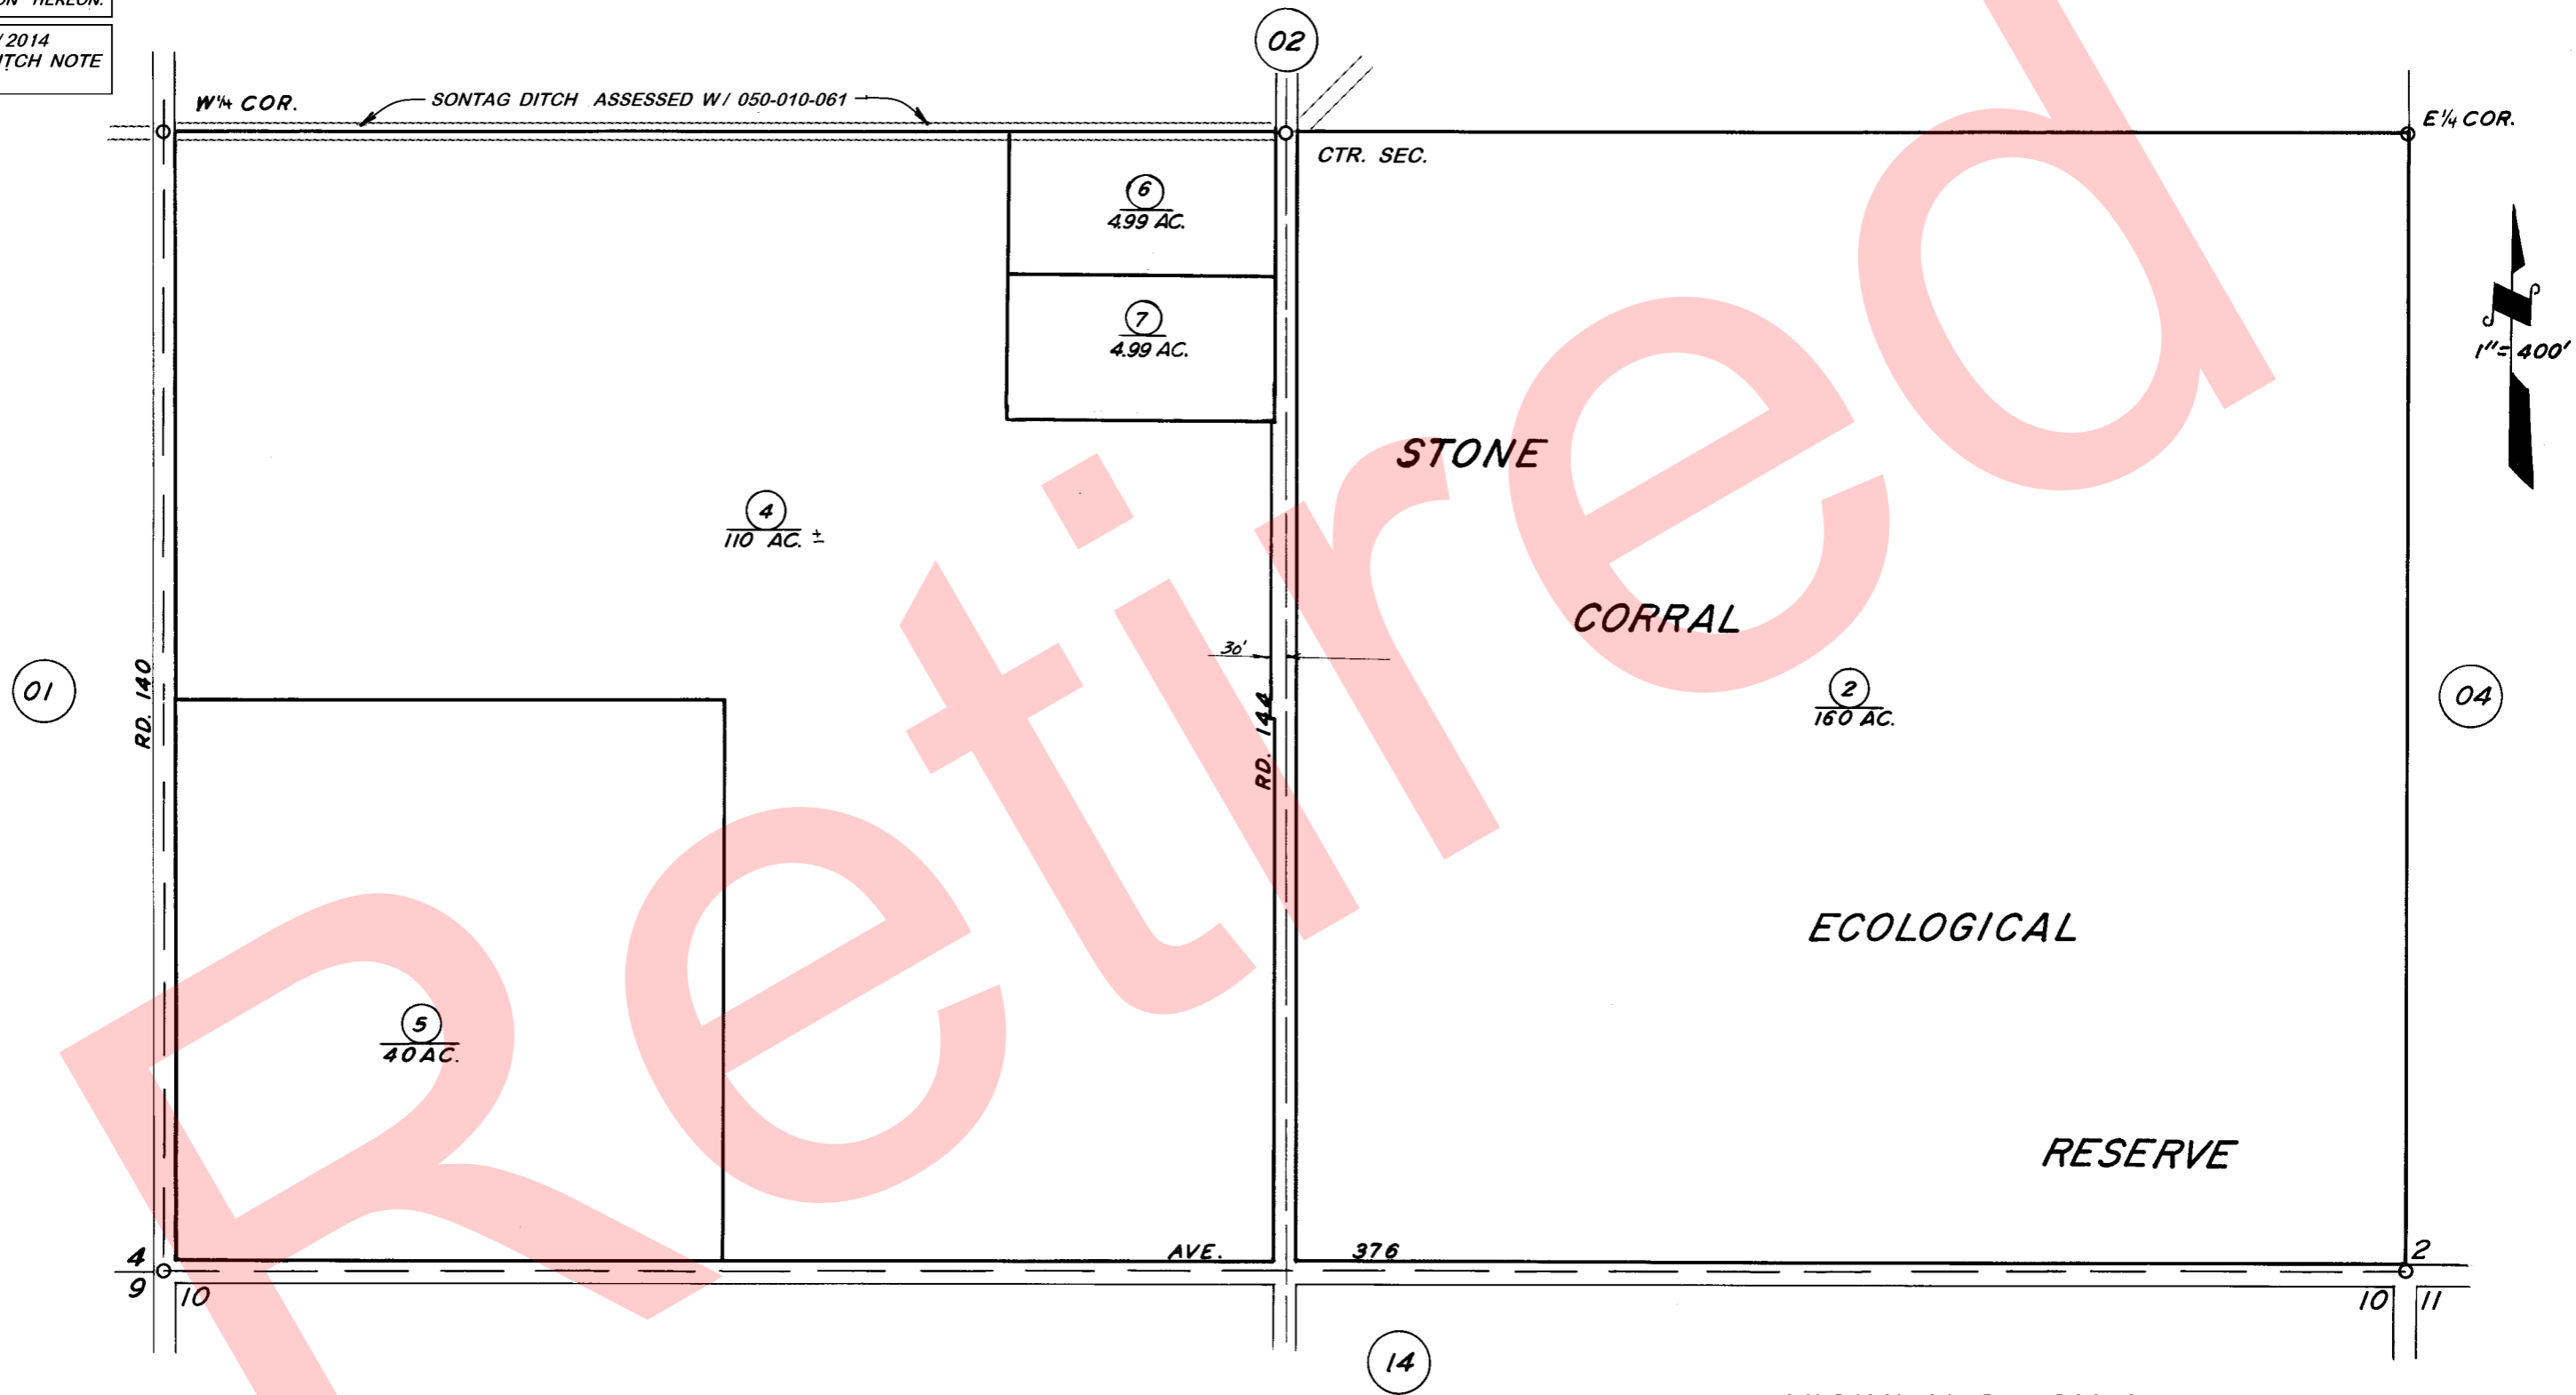 HEREON.
/2014
ITCH NOTE
02
W¼ COR.
SONTAG DITCH ASSESSED W/ 050-010-061
E¼ COR.
CTR. SEC.
6
4.99 AC.
7
4.99 AC.
1"= 400'
STONE
4
110 AC. ±
CORRAL
30'
01
RD. 140
RD. 144
2
160 AC.
04
ECOLOGICAL
5
40 AC.
RESERVE
AVE. 376
4
2
9
10
10
11
14
Retired